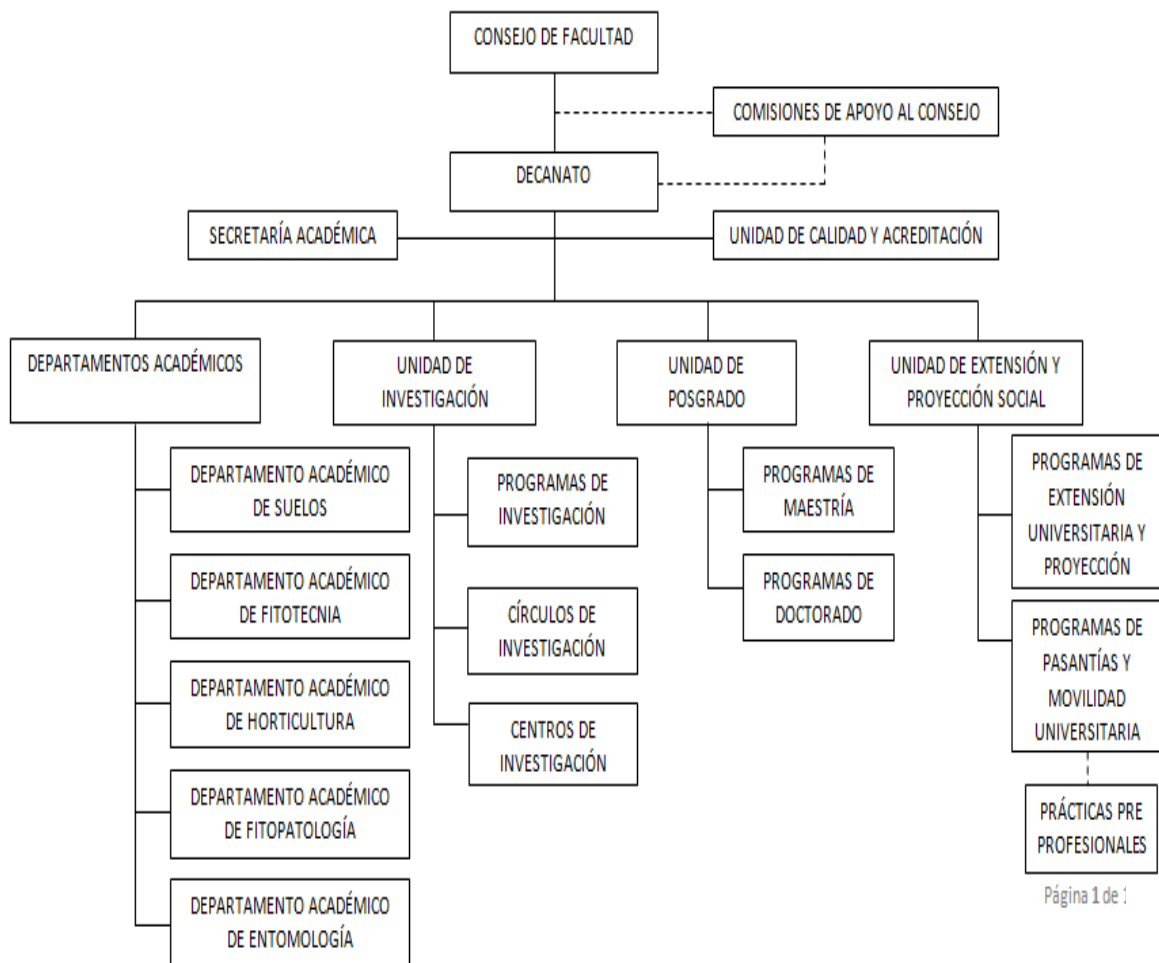 CONSEJO DE FACULTAD
COMISIONES DE APOYO AL CONSEJO
DECANATO
SECRETARÍA ACADÉMICA
UNIDAD DE CALIDAD Y ACREDITACIÓN
DEPARTAMENTOS ACADÉMICOS
DEPARTAMENTO ACADÉMICO
DE SUELOS
DEPARTAMENTO ACADÉMICO
DE FITOTECNIA
DEPARTAMENTO ACADÉMICO
DE HORTICULTURA
DEPARTAMENTO ACADÉMICO
DE FITOPATOLOGÍA
DEPARTAMENTO ACADÉMICO
DE ENTOMOLOGÍA
UNIDAD DE
INVESTIGACIÓN
PROGRAMAS DE
INVESTIGACIÓN
CÍRCULOS DE
INVESTIGACIÓN
CENTROS DE
INVESTIGACIÓN
UNIDAD DE
POSGRADO
PROGRAMAS DE
MAESTRÍA
PROGRAMAS DE
DOCTORADO
UNIDAD DE EXTENSIÓN Y
PROYECCIÓN SOCIAL
PROGRAMAS DE
EXTENSIÓN
UNIVERSITARIA Y
PROYECCIÓN
PROGRAMAS DE
PASANTÍAS Y
MOVILIDAD
UNIVERSITARIA
PRÁCTICAS PRE
PROFESIONALES
Página 1 de